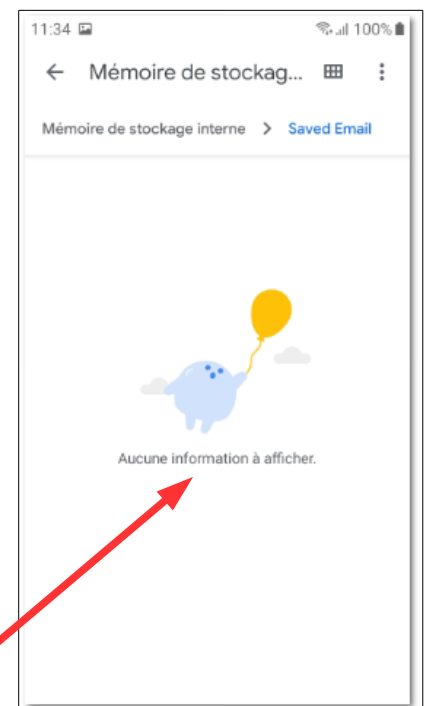 11:34 100%
Mémoire de stockag...
Mémoire de stockage interne > Saved Email
Aucune information à afficher.